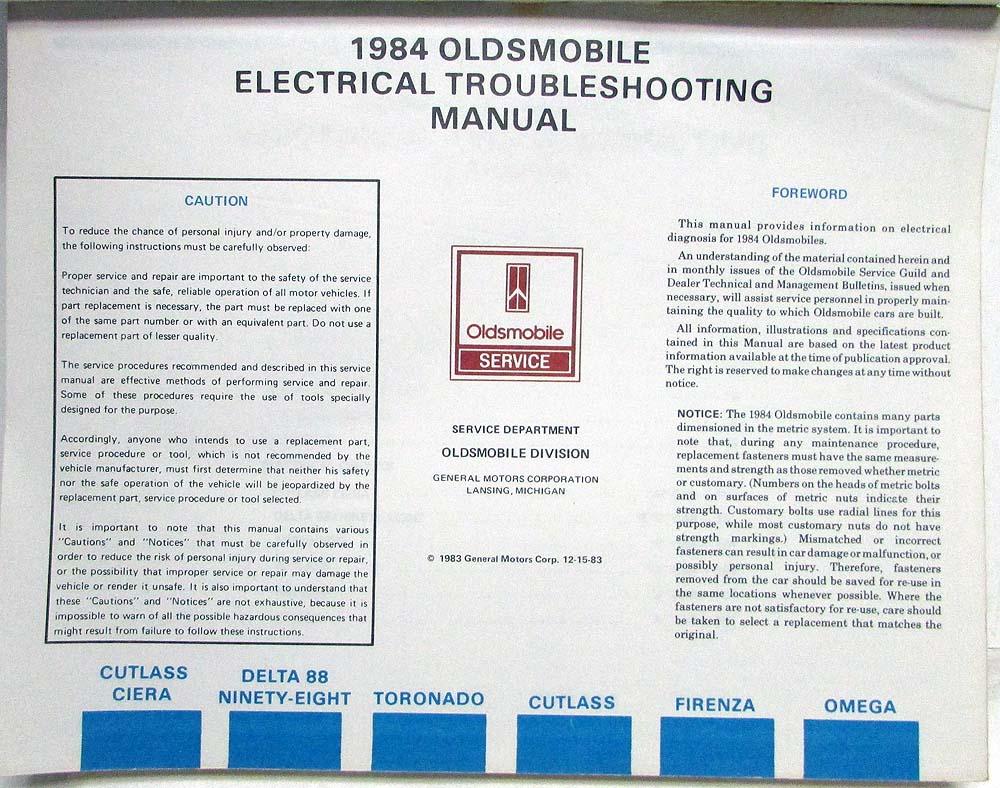 1984 OLDSMOBILE
ELECTRICAL TROUBLESHOOTING
MANUAL
CAUTION
To reduce the chance of personal injury and/or property damage,
the following instructions must be carefully observed:
Proper service and repair are important to the safety of the service
technician and the safe, reliable operation of all motor vehicles. If
part replacement is necessary, the part must be replaced with one
of the same part number or with an equivalent part. Do not use a
replacement part of lesser quality.
The service procedures recommended and described in this service
manual are effective methods of performing service and repair.
Some of these procedures require the use of tools specially
designed for the purpose.
Accordingly, anyone who intends to use a replacement part,
service procedure or tool, which is not recommended by the
vehicle manufacturer, must first determine that neither his safety
nor the safe operation of the vehicle will be jeopardized by the
replacement part, service procedure or tool selected.
It is important to note that this manual contains various
"Cautions" and "Notices" that must be carefully observed in
order to reduce the risk of personal injury during service or repair,
or the possibility that improper service or repair may damage the
vehicle or render it unsafe. It is also important to understand that
these "Cautions" and "Notices" are not exhaustive, because it is
impossible to warn of all the possible hazardous consequences that
might result from failure to follow these instructions.
Oldsmobile
SERVICE
SERVICE DEPARTMENT
OLDSMOBILE DIVISION
GENERAL MOTORS CORPORATION
LANSING, MICHIGAN
© 1983 General Motors Corp. 12-15-83
FOREWORD
This manual provides information on electrical
diagnosis for 1984 Oldsmobiles.
An understanding of the material contained herein and
in monthly issues of the Oldsmobile Service Guild and
Dealer Technical and Management Bulletins, issued when
necessary, will assist service personnel in properly main-
taining the quality to which Oldsmobile cars are built.
All information, illustrations and specifications con-
tained in this Manual are based on the latest product
information available at the time of publication approval.
The right is reserved to make changes at any time without
notice.
NOTICE: The 1984 Oldsmobile contains many parts
dimensioned in the metric system. It is important to
note that, during any maintenance procedure,
replacement fasteners must have the same measure-
ments and strength as those removed whether metric
or customary. (Numbers on the heads of metric bolts
and on surfaces of metric nuts indicate their
strength. Customary bolts use radial lines for this
purpose, while most customary nuts do not have
strength markings.) Mismatched or incorrect
fasteners can result in car damage or malfunction, or
possibly personal injury. Therefore, fasteners
removed from the car should be saved for re-use in
the same locations whenever possible. Where the
fasteners are not satisfactory for re-use, care should
be taken to select a replacement that matches the
original.
CUTLASS
CIERA
DELTA 88
NINETY-EIGHT
TORONADO
CUTLASS
FIRENZA
OMEGA